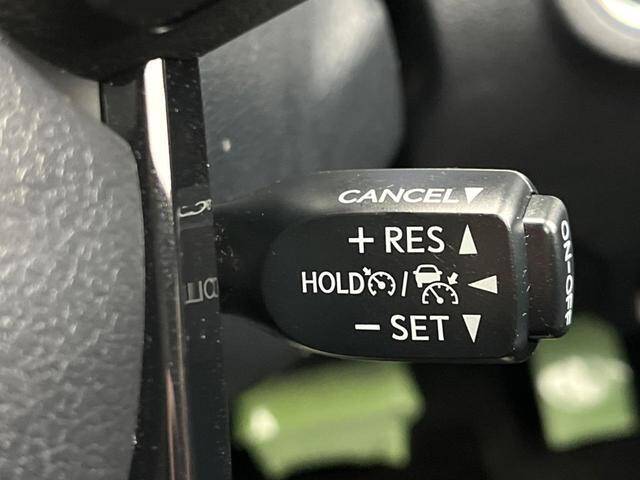 CANCEL▼
+ RES ▲
HOLD / ◀
− SET ▼
ON-OFF